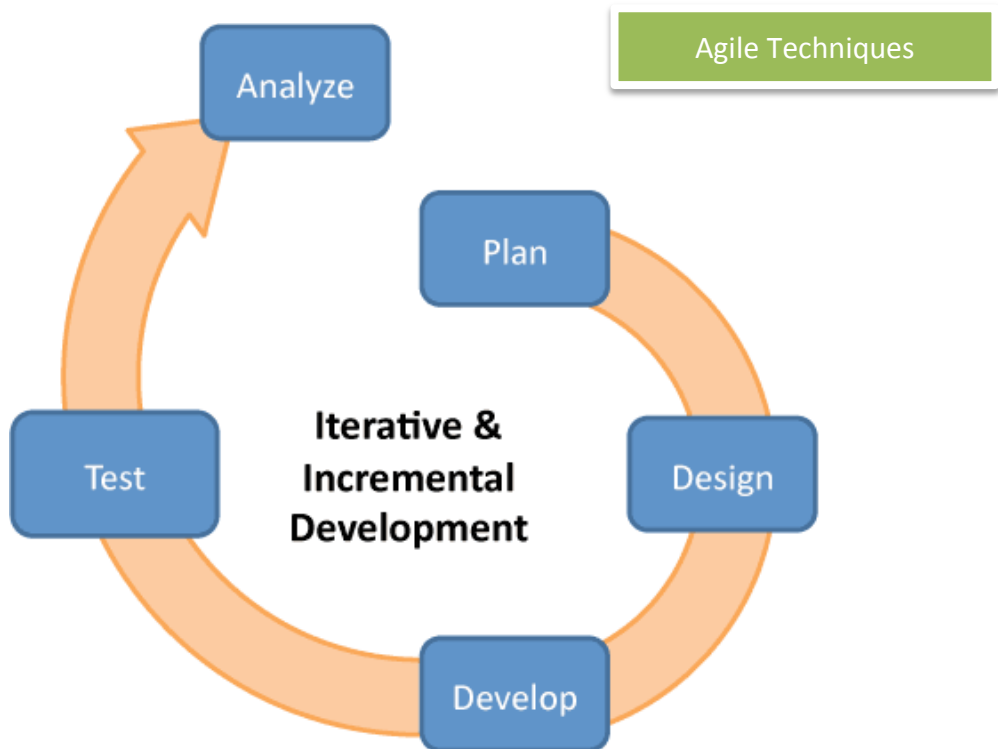 Agile Techniques
Analyze
Plan
Iterative &
Incremental
Development
Test
Design
Develop